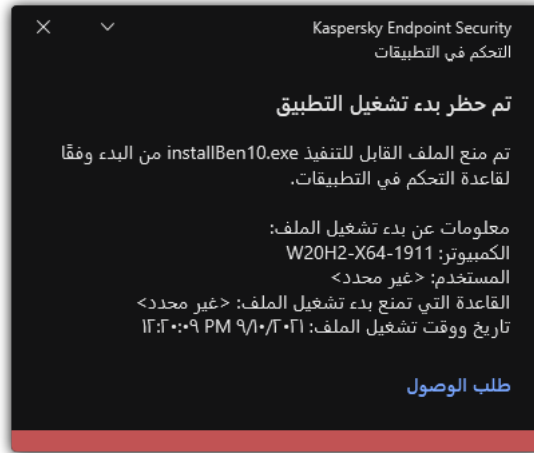 Kaspersky Endpoint Security
التحكم في التطبيقات
تم حظر بدء تشغيل التطبيق
تم منع الملف القابل للتنفيذ installBen10.exe من البدء وفقًا
لقاعدة التحكم في التطبيقات.
معلومات عن بدء تشغيل الملف:
الكمبيوتر: W20H2-X64-1911
المستخدم: <غير محدد>
القاعدة التي تمنع بدء تشغيل الملف: <غير محدد>
تاريخ ووقت تشغيل الملف: ٩/١٠/٢٠٢١ ١٢:٢٠:٠٩ PM
طلب الوصول